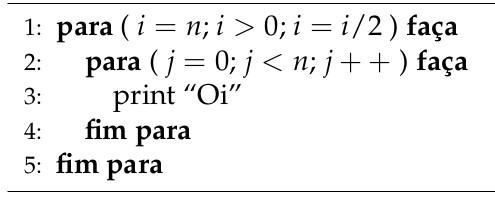 1: para ( i = n; i > 0; i = i/2 ) faça
2: para ( j = 0; j < n; j + + ) faça
3: print “Oi”
4: fim para
5: fim para